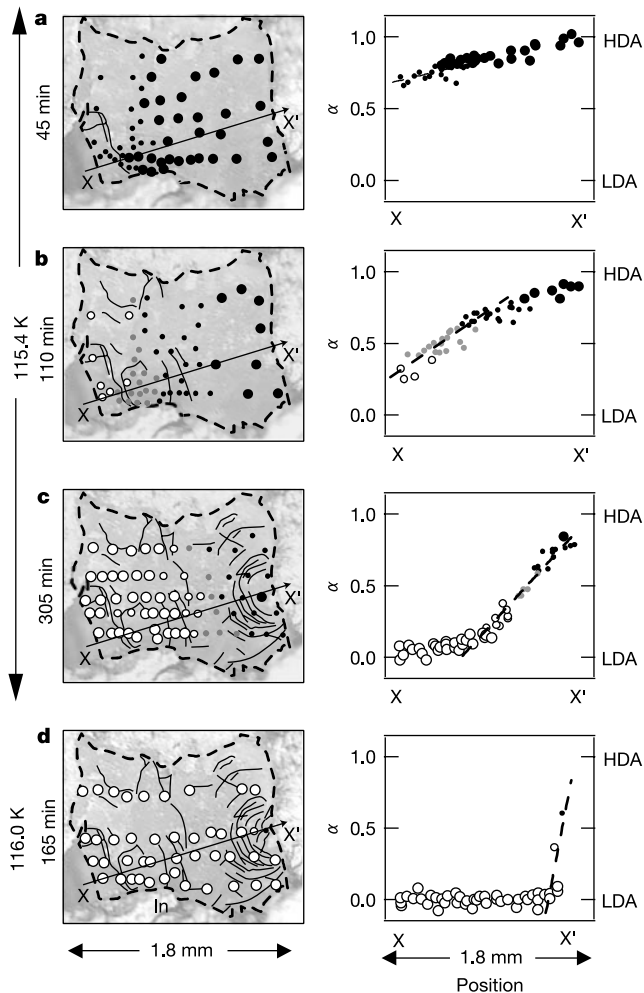 a
45 min
X
X'
α
1.0
0.5
0.0
HDA
LDA
X
X'
b
115.4 K
110 min
X
X'
α
1.0
0.5
0.0
HDA
LDA
X
X'
c
305 min
X
X'
α
1.0
0.5
0.0
HDA
LDA
X
X'
d
116.0 K
165 min
X
X'
In
α
1.0
0.5
0.0
HDA
LDA
X
X'
1.8 mm
1.8 mm
Position